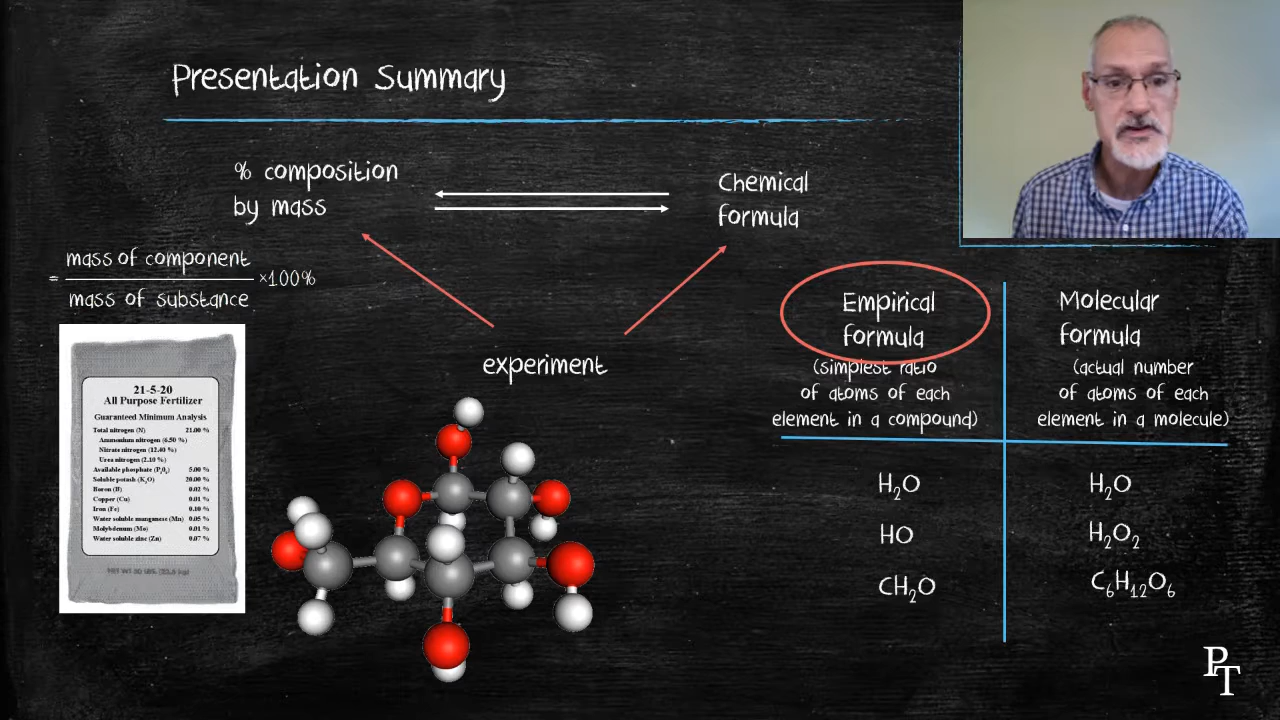 Presentation Summary
% composition
by mass
Chemical
formula
mass of component
= ×100%
mass of substance
experiment
21-5-20
All Purpose Fertilizer
Guaranteed Minimum Analysis
Total nitrogen (N) 21.00 %
Ammonium nitrogen (6.50 %)
Nitrate nitrogen (12.40 %)
Urea nitrogen (2.10 %)
Available phosphate (P₂O₅) 5.00 %
Soluble potash (K₂O) 20.00 %
Boron (B) 0.02 %
Copper (Cu) 0.01 %
Iron (Fe) 0.10 %
Water soluble manganese (Mn) 0.05 %
Molybdenum (Mo) 0.01 %
Water soluble zinc (Zn) 0.07 %
NET WT 50 LBS
Empirical
formula
(simplest ratio
of atoms of each
element in a compound)
Molecular
formula
(actual number
of atoms of each
element in a molecule)
H₂O H₂O
HO H₂O₂
CH₂O C₆H₁₂O₆
PT